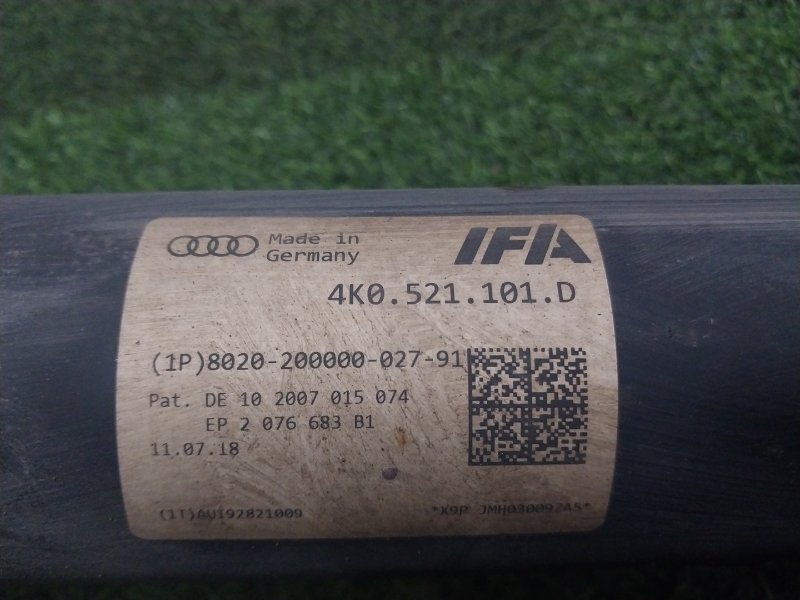 Made in
Germany
IFA
4K0.521.101.D
(1P)8020-200000-027-91
Pat. DE 10 2007 015 074
EP 2 076 683 B1
11.07.18
(1T)AU192821009
*X9P JMH03009ZA5*